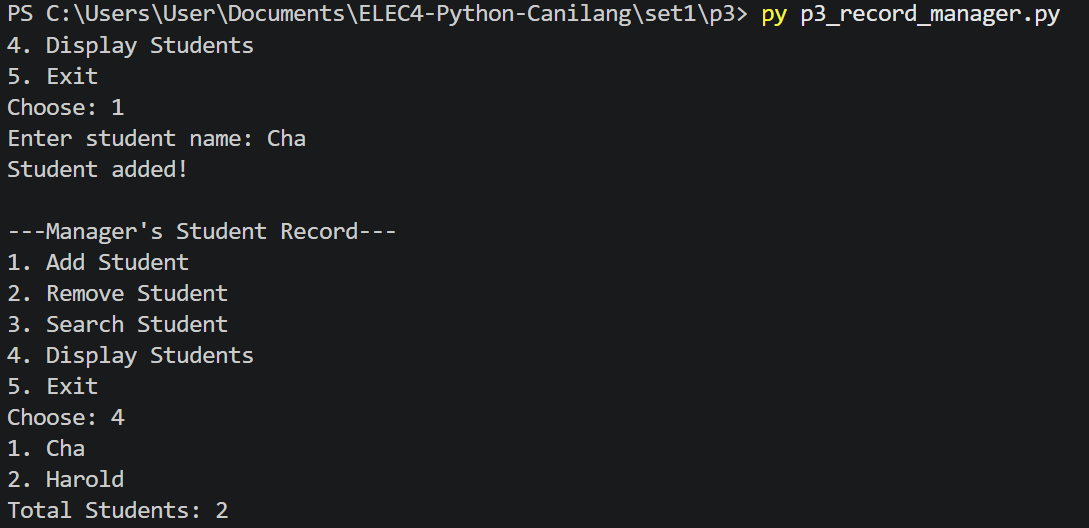 PS C:\Users\User\Documents\ELEC4-Python-Canilang\set1\p3> py p3_record_manager.py
4. Display Students
5. Exit
Choose: 1
Enter student name: Cha
Student added!

---Manager's Student Record---
1. Add Student
2. Remove Student
3. Search Student
4. Display Students
5. Exit
Choose: 4
1. Cha
2. Harold
Total Students: 2